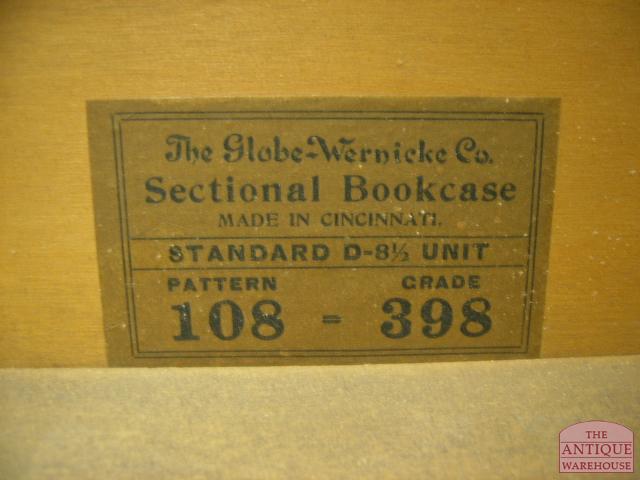 The Globe-Wernicke Co.
Sectional Bookcase
MADE IN CINCINNATI.
STANDARD D-8½ UNIT
PATTERN GRADE
108 = 398
THE
ANTIQUE
WAREHOUSE